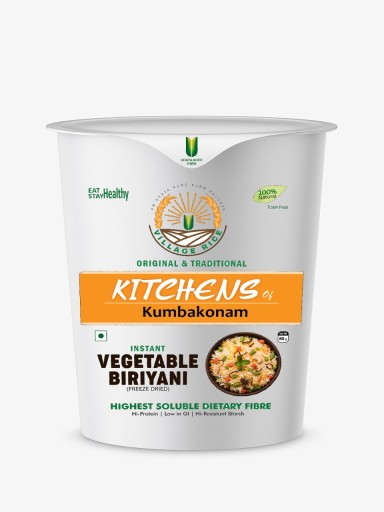 EAT
STAY Healthy
100%
Natural
VILLAGE RICE
ORIGINAL & TRADITIONAL
KITCHENS Of
Kumbakonam
INSTANT
VEGETABLE
BIRIYANI
(FREEZE DRIED)
HIGHEST SOLUBLE DIETARY FIBRE
Hi-Protein | Low in GI | Hi-Resistant Starch